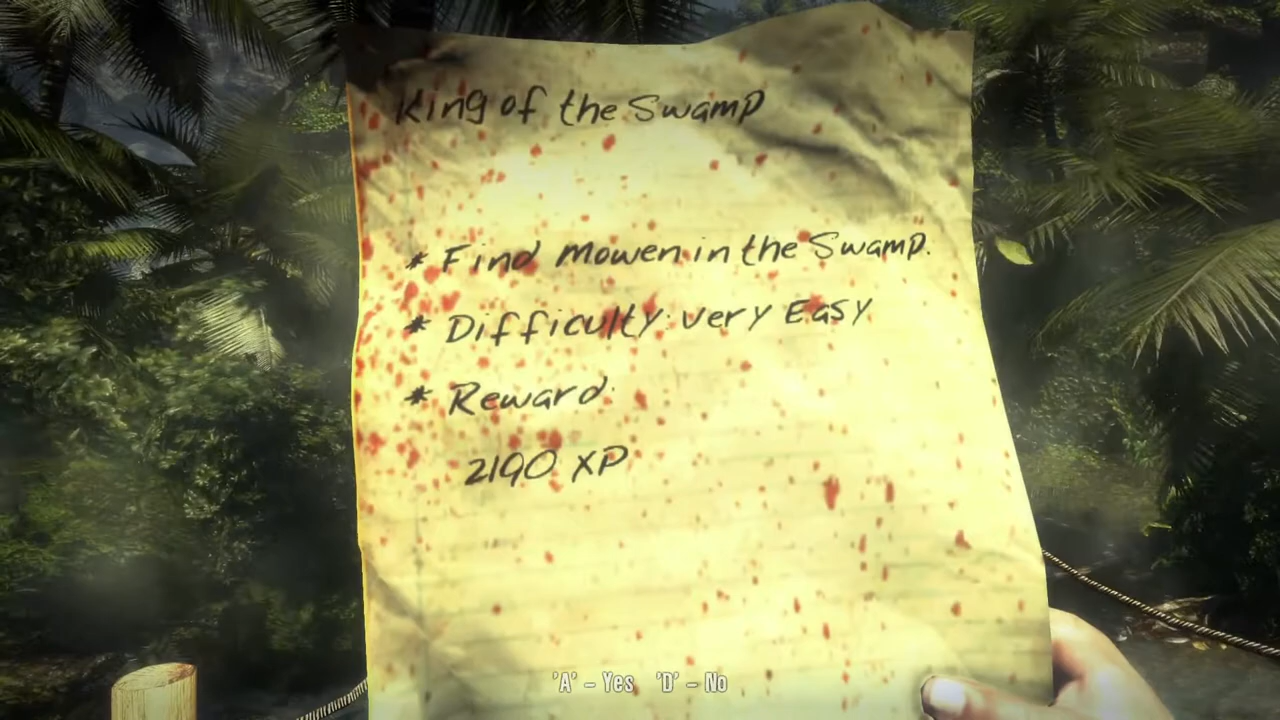 King of the Swamp
* Find Mowen in the Swamp.
* Difficulty: very Easy
* Reward:
2190 XP
'A' – Yes 'D' – No